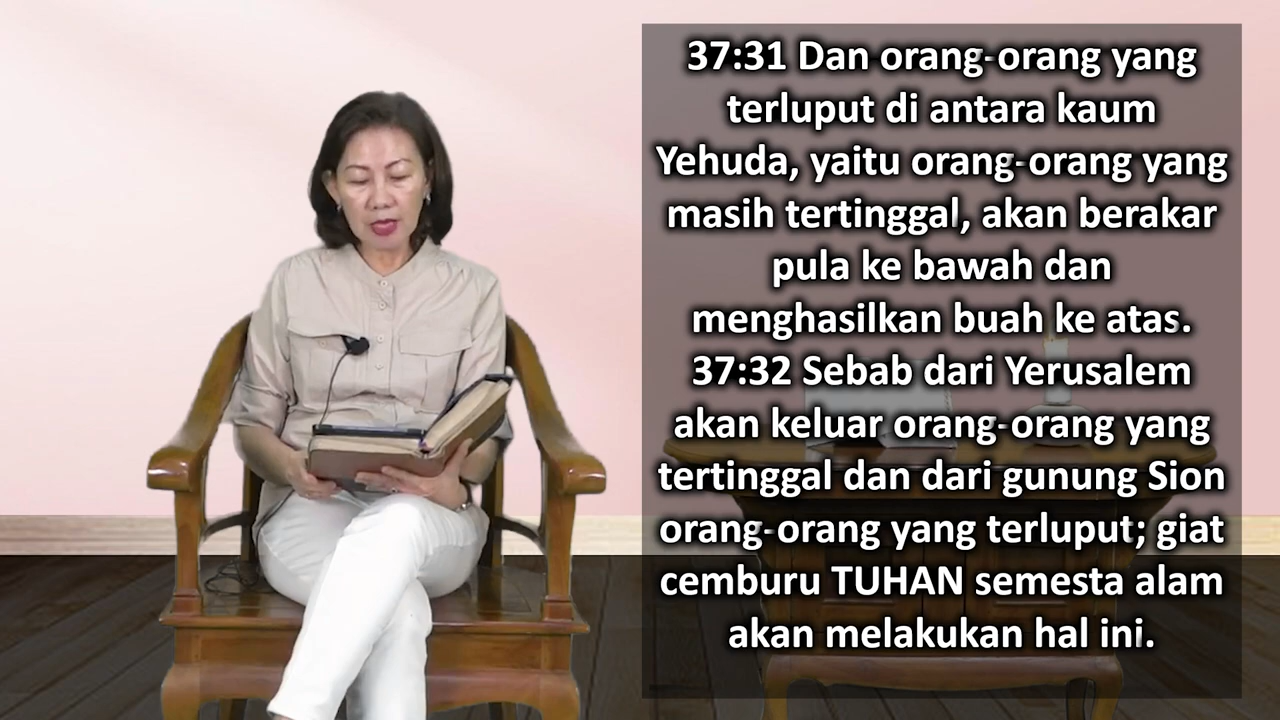 37:31 Dan orang-orang yang
terluput di antara kaum
Yehuda, yaitu orang-orang yang
masih tertinggal, akan berakar
pula ke bawah dan
menghasilkan buah ke atas.
37:32 Sebab dari Yerusalem
akan keluar orang-orang yang
tertinggal dan dari gunung Sion
orang-orang yang terluput; giat
cemburu TUHAN semesta alam
akan melakukan hal ini.